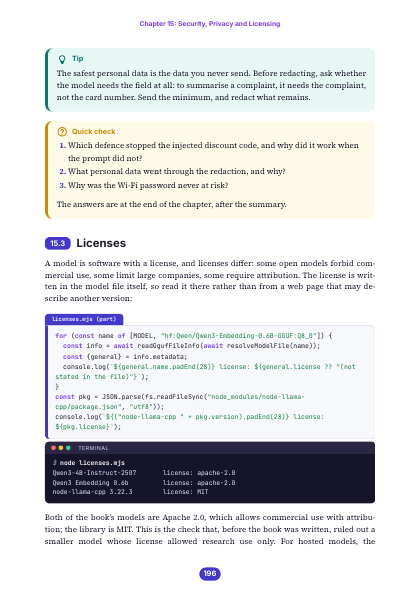 Chapter 15: Security, Privacy and Licensing
Tip
The safest personal data is the data you never send. Before redacting, ask whether
the model needs the field at all: to summarise a complaint, it needs the complaint,
not the card number. Send the minimum, and redact what remains.
Quick check
1. Which defence stopped the injected discount code, and why did it work when
the prompt did not?
2. What personal data went through the redaction, and why?
3. Why was the Wi-Fi password never at risk?
The answers are at the end of the chapter, after the summary.
15.3 Licenses
A model is software with a license, and licenses differ: some open models forbid com-
mercial use, some limit large companies, some require attribution. The license is writ-
ten in the model file itself, so read it there rather than from a web page that may de-
scribe another version:
licenses.mjs (part)
for (const name of [MODEL, "hf:Qwen/Qwen3-Embedding-0.6B-GGUF:Q8_0"]) {
const info = await readGgufFileInfo(await resolveModelFile(name));
const {general} = info.metadata;
console.log(`${general.name.padEnd(28)} license: ${general.license ?? "(not
stated in the file)"}`);
}
const pkg = JSON.parse(fs.readFileSync("node_modules/node-llama-
cpp/package.json", "utf8"));
console.log(`${("node-llama-cpp " + pkg.version).padEnd(28)} license:
${pkg.license}`);
TERMINAL
$ node licenses.mjs
Qwen3-4B-Instruct-2507 license: apache-2.0
Qwen3 Embedding 0.6b license: apache-2.0
node-llama-cpp 3.22.3 license: MIT
Both of the book's models are Apache 2.0, which allows commercial use with attribu-
tion; the library is MIT. This is the check that, before the book was written, ruled out a
smaller model whose license allowed research use only. For hosted models, the
196